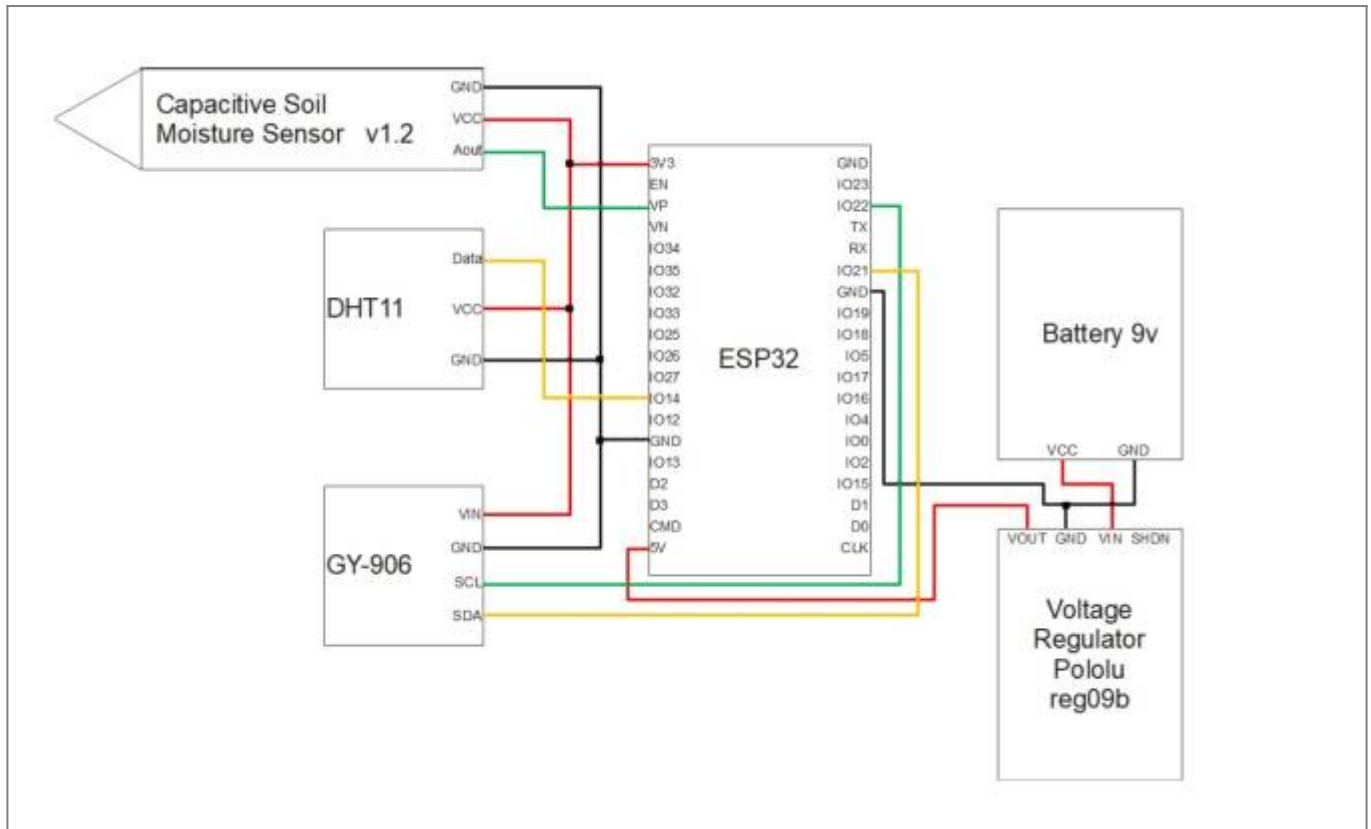 Capacitive Soil
Moisture Sensor v1.2
GND
VCC
Aout
DHT11
Data
VCC
GND
GY-906
VIN
GND
SCL
SDA
ESP32
3V3
EN
VP
VN
IO34
IO35
IO32
IO33
IO25
IO26
IO27
IO14
IO12
GND
IO13
D2
D3
CMD
5V
GND
IO23
IO22
TX
RX
IO21
GND
IO19
IO18
IO5
IO17
IO16
IO4
IO0
IO2
IO15
D1
D0
CLK
Battery 9v
VCC GND
VOUT GND VIN SHDN
Voltage
Regulator
Pololu
reg09b